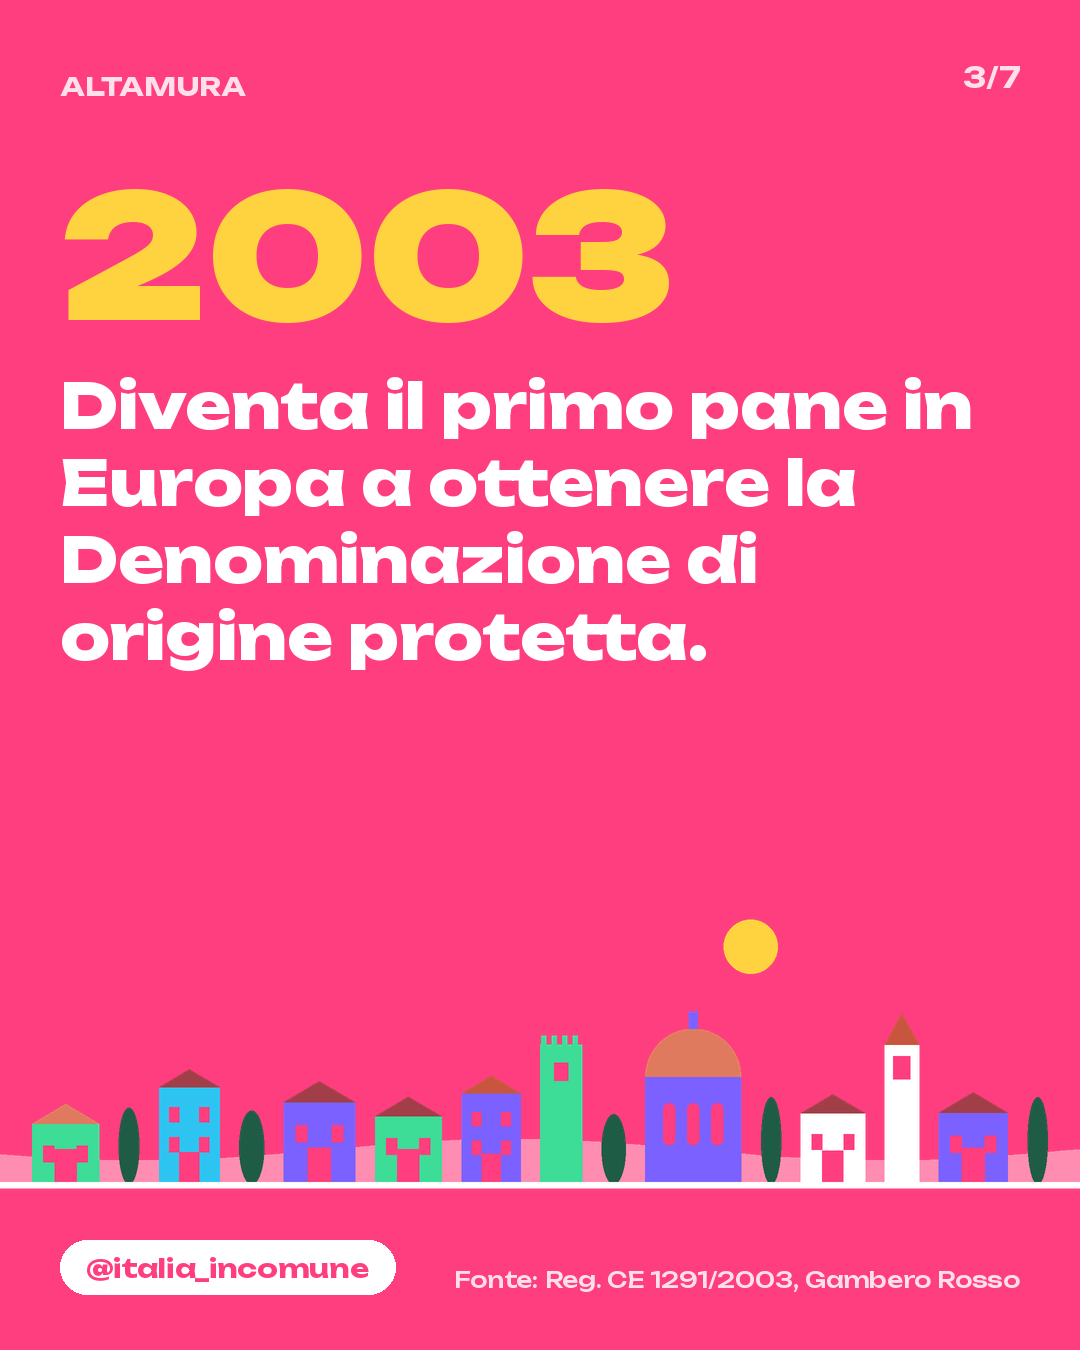 ALTAMURA
3/7
2003
Diventa il primo pane in
Europa a ottenere la
Denominazione di
origine protetta.
@italia_incomune
Fonte: Reg. CE 1291/2003, Gambero Rosso